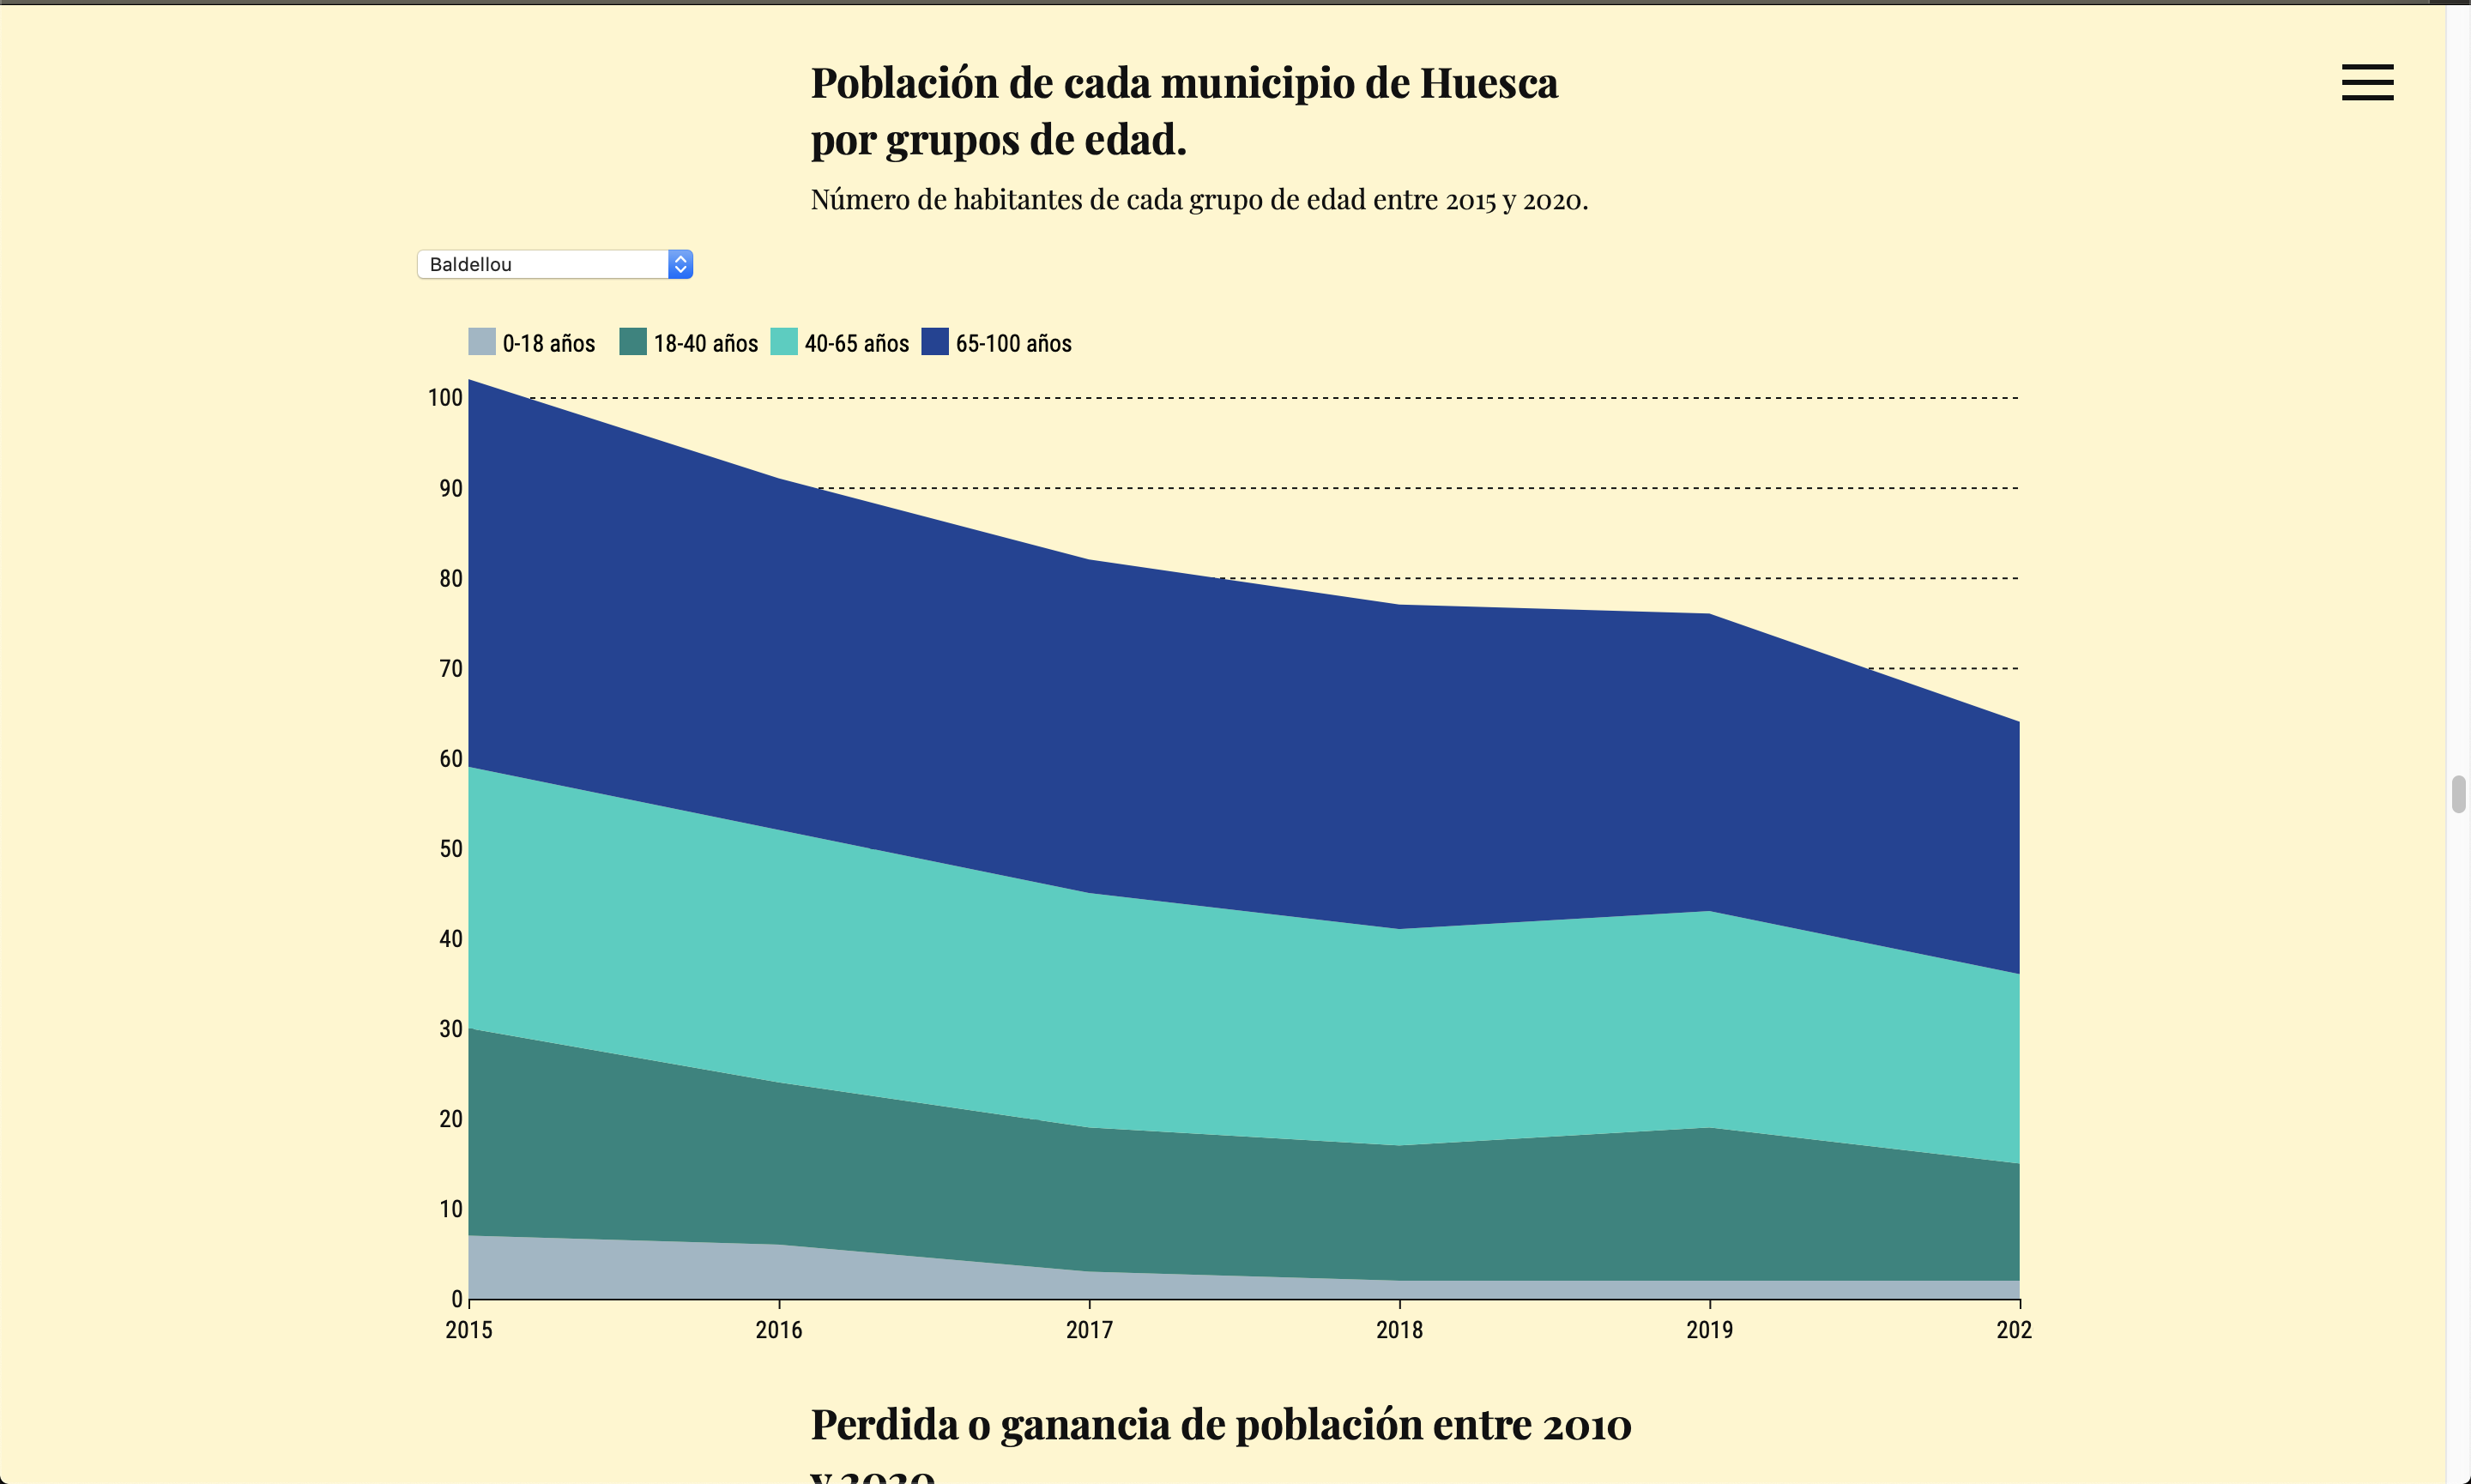 Población de cada municipio de Huesca
por grupos de edad.
Número de habitantes de cada grupo de edad entre 2015 y 2020.
Baldellou
0-18 años 18-40 años 40-65 años 65-100 años
100
90
80
70
60
50
40
30
20
10
0
2015 2016 2017 2018 2019 202
Perdida o ganancia de población entre 2010
y 2020